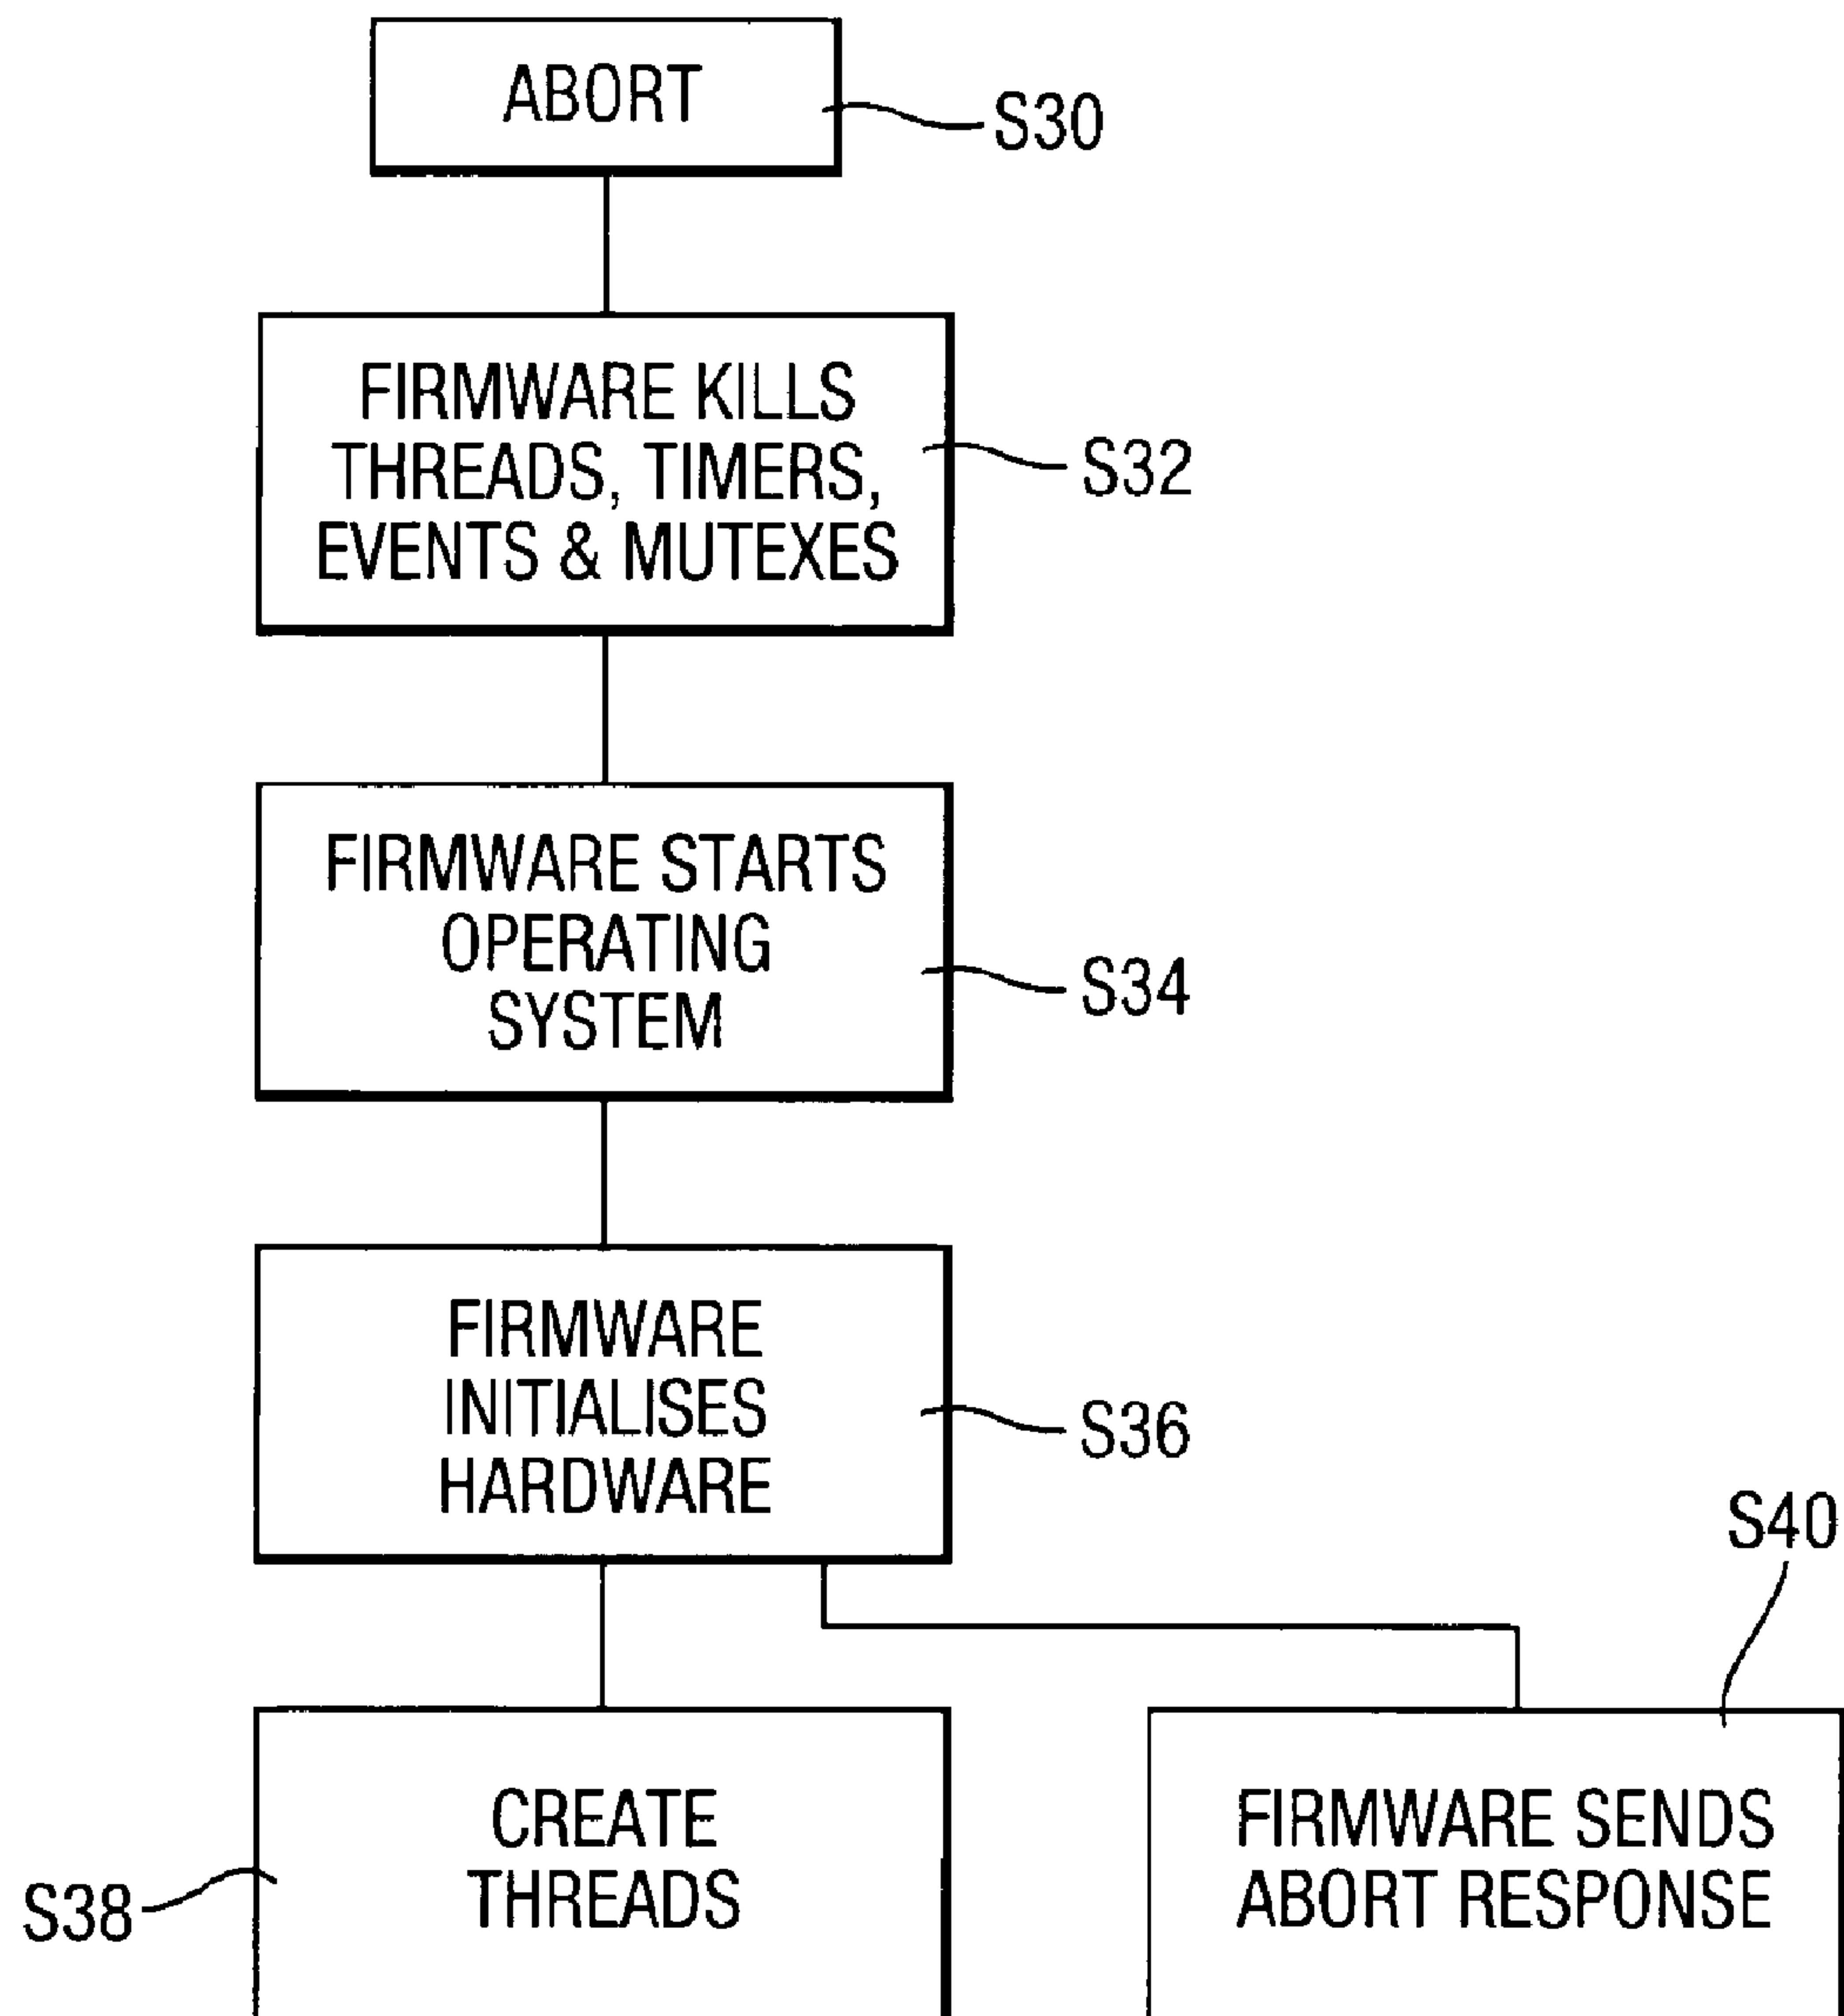 ABORT
S30
FIRMWARE KILLS
THREADS, TIMERS,
EVENTS & MUTEXES
S32
FIRMWARE STARTS
OPERATING
SYSTEM
S34
FIRMWARE
INITIALISES
HARDWARE
S36
S40
CREATE
THREADS
S38
FIRMWARE SENDS
ABORT RESPONSE